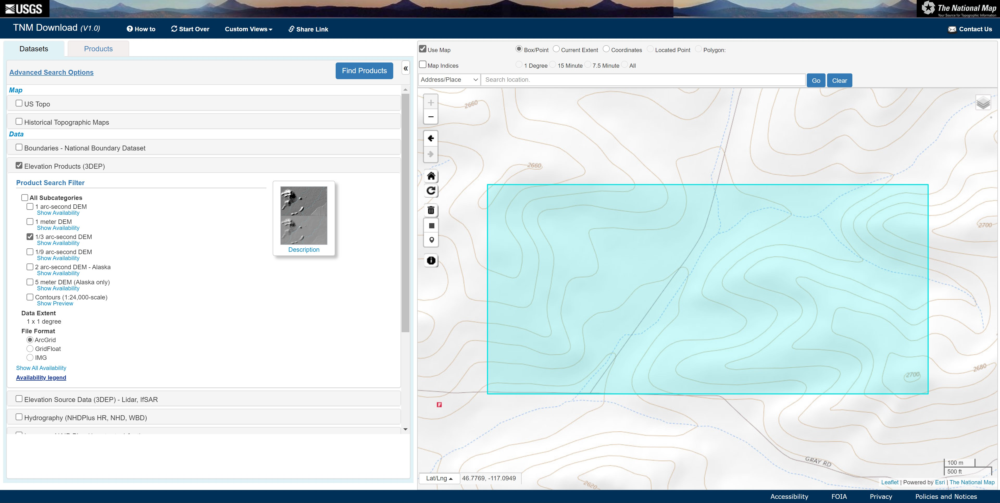 USGS
The National Map
Your Source for Topographic Information
TNM Download (V1.0)
How to
Start Over
Custom Views
Share Link
Contact Us
Datasets
Products
Advanced Search Options
Find Products
«
Map
US Topo
Historical Topographic Maps
Data
Boundaries - National Boundary Dataset
Elevation Products (3DEP)
Product Search Filter
All Subcategories
1 arc-second DEM
Show Availability
1 meter DEM
Show Availability
1/3 arc-second DEM
Show Availability
1/9 arc-second DEM
Show Availability
2 arc-second DEM - Alaska
Show Availability
5 meter DEM (Alaska only)
Show Availability
Contours (1:24,000-scale)
Show Preview
Description
Data Extent
1 x 1 degree
File Format
ArcGrid
GridFloat
IMG
Show All Availability
Availability legend
Elevation Source Data (3DEP) - Lidar, IfSAR
Hydrography (NHDPlus HR, NHD, WBD)
Use Map
Box/Point
Current Extent
Coordinates
Located Point
Polygon:
Map Indices
1 Degree
15 Minute
7.5 Minute
All
Address/Place
Search location.
Go
Clear
2660
2660
2700
2680
2700
F
GRAY RD
2620
100 m
500 ft
Lat/Lng
46.7769, -117.0949
Leaflet | Powered by Esri | The National Map
Accessibility
FOIA
Privacy
Policies and Notices